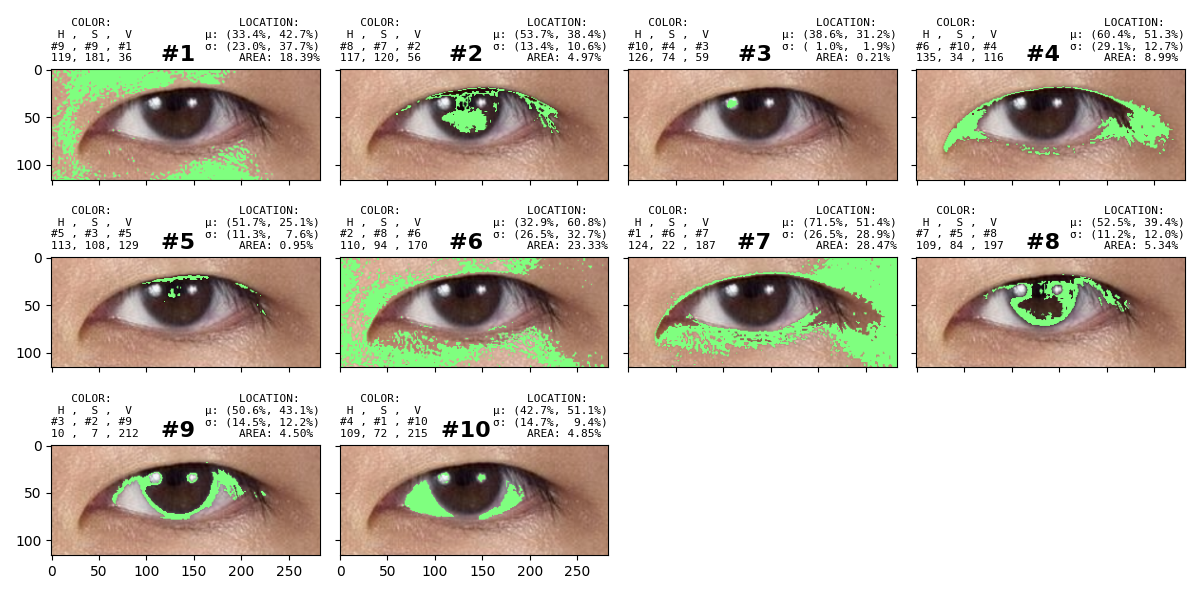 COLOR: LOCATION:
H , S , V μ: (33.4%, 42.7%)
#9 , #9 , #1 σ: (23.0%, 37.7%)
119, 181, 36 #1 AREA: 18.39%
COLOR: LOCATION:
H , S , V μ: (53.7%, 38.4%)
#8 , #7 , #2 σ: (13.4%, 10.6%)
117, 120, 56 #2 AREA: 4.97%
COLOR: LOCATION:
H , S , V μ: (38.6%, 31.2%)
#10, #4 , #3 σ: ( 1.0%, 1.9%)
126, 74 , 59 #3 AREA: 0.21%
COLOR: LOCATION:
H , S , V μ: (60.4%, 51.3%)
#6 , #10, #4 σ: (29.1%, 12.7%)
135, 34 , 116 #4 AREA: 8.99%
0
50
100
COLOR: LOCATION:
H , S , V μ: (51.7%, 25.1%)
#5 , #3 , #5 σ: (11.3%, 7.6%)
113, 108, 129 #5 AREA: 0.95%
COLOR: LOCATION:
H , S , V μ: (32.9%, 60.8%)
#2 , #8 , #6 σ: (26.5%, 32.7%)
110, 94 , 170 #6 AREA: 23.33%
COLOR: LOCATION:
H , S , V μ: (71.5%, 51.4%)
#1 , #6 , #7 σ: (26.5%, 28.9%)
124, 22 , 187 #7 AREA: 28.47%
COLOR: LOCATION:
H , S , V μ: (52.5%, 39.4%)
#7 , #5 , #8 σ: (11.2%, 12.0%)
109, 84 , 197 #8 AREA: 5.34%
0
50
100
COLOR: LOCATION:
H , S , V μ: (50.6%, 43.1%)
#3 , #2 , #9 σ: (14.5%, 12.2%)
10 , 7 , 212 #9 AREA: 4.50%
COLOR: LOCATION:
H , S , V μ: (42.7%, 51.1%)
#4 , #1 , #10 σ: (14.7%, 9.4%)
109, 72 , 215 #10 AREA: 4.85%
0
50
100
0 50 100 150 200 250
0 50 100 150 200 250